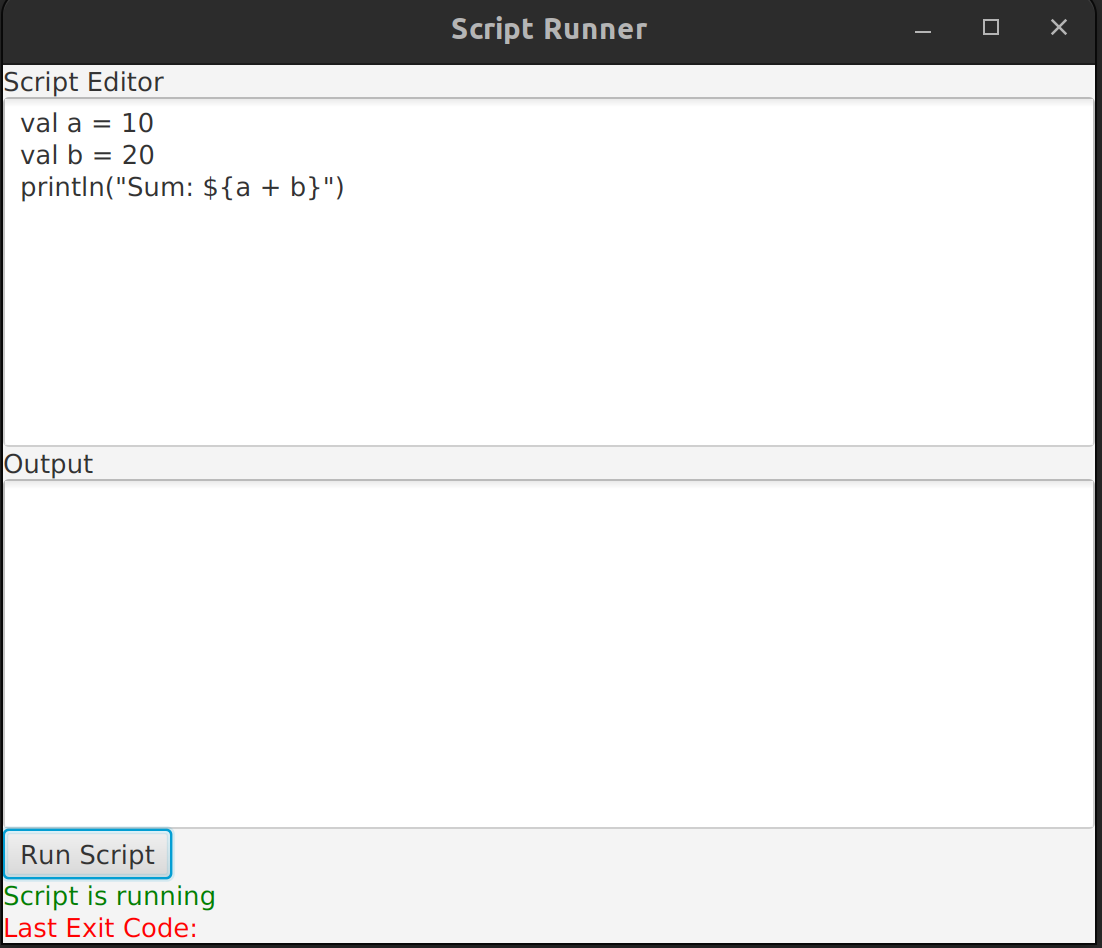 Script Runner
Script Editor
val a = 10
val b = 20
println("Sum: ${a + b}")
Output
Run Script
Script is running
Last Exit Code: